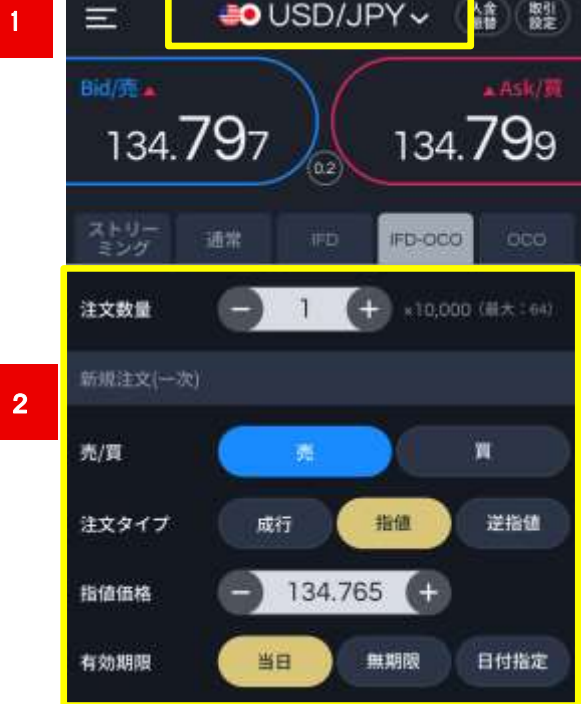 1
USD/JPY
入金
振替
取引
設定
Bid/売
Ask/買
134.797
0.2
134.799
ストリー
ミング
通常
IFD
IFD-OCO
OCO
注文数量
1
×10,000 (最大:64)
新規注文(一次)
2
売/買
売
買
注文タイプ
成行
指値
逆指値
指値価格
134.765
有効期限
当日
無期限
日付指定